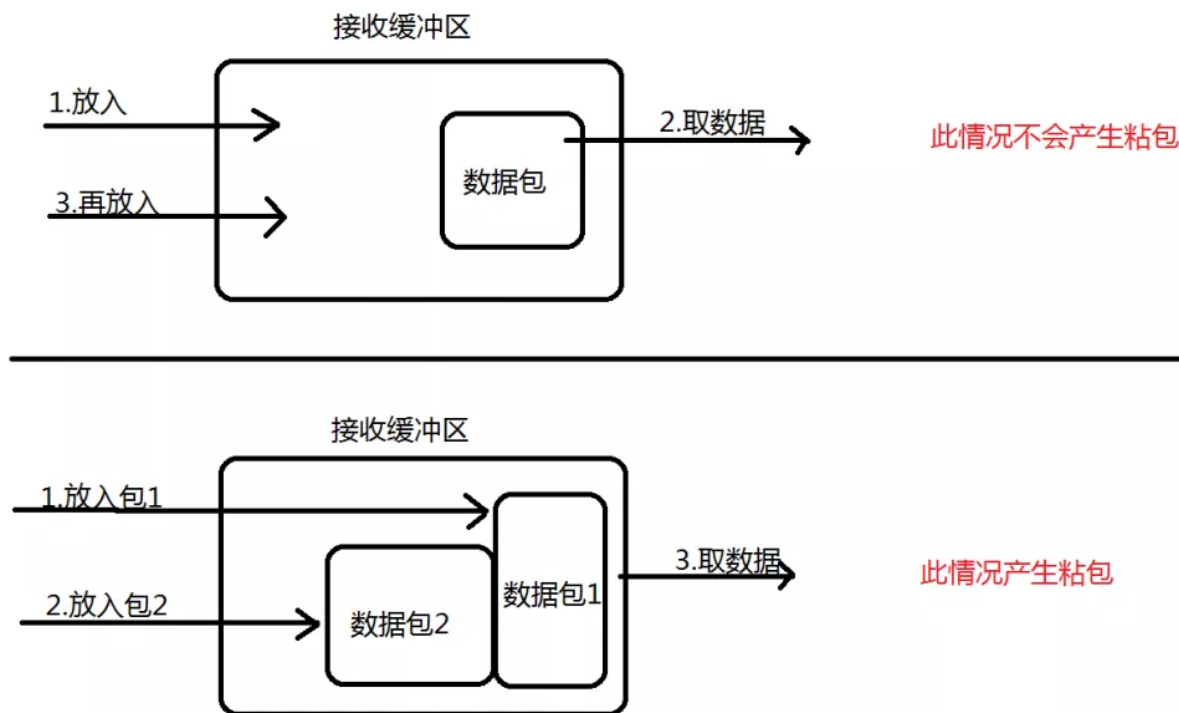 接收缓冲区
1.放入
2.取数据
此情况不会产生粘包
数据包
3.再放入
接收缓冲区
1.放入包1
3.取数据
此情况产生粘包
数据包1
2.放入包2
数据包2